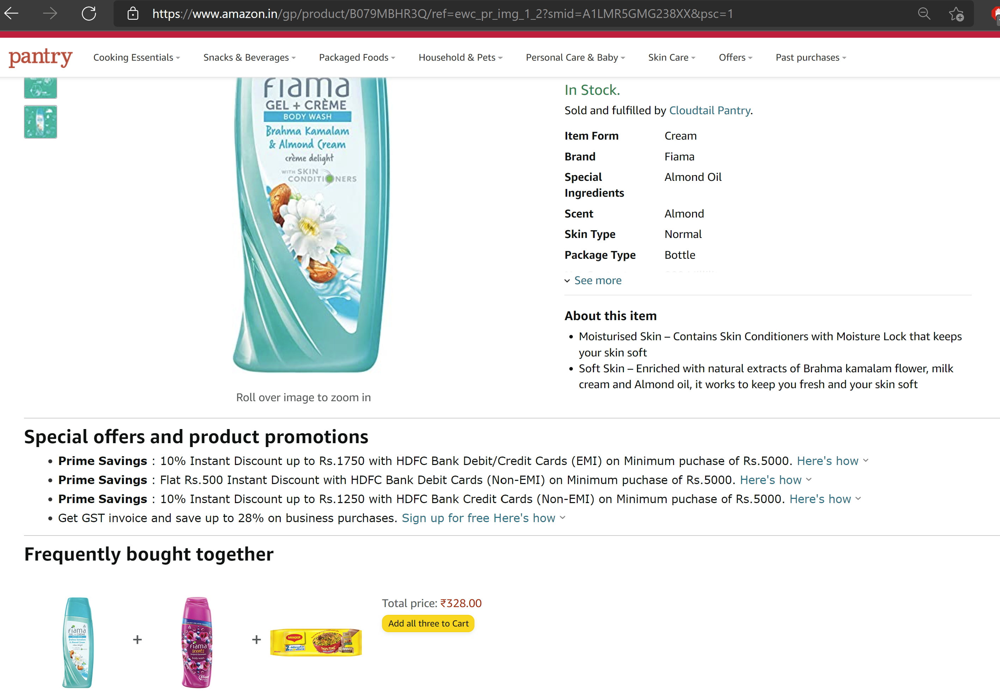 https://www.amazon.in/gp/product/B079MBHR3Q/ref=ewc_pr_img_1_2?smid=A1LMR5GMG238XX&psc=1
pantry Cooking Essentials Snacks & Beverages Packaged Foods Household & Pets Personal Care & Baby Skin Care Offers Past purchases
fiama
GEL + CRÈME
BODY WASH
Brahma Kamalam
& Almond Cream
crème delight
WITH SKIN
CONDITIONERS
Roll over image to zoom in
In Stock.
Sold and fulfilled by Cloudtail Pantry.
Item Form Cream
Brand Fiama
Special Almond Oil
Ingredients
Scent Almond
Skin Type Normal
Package Type Bottle
See more
About this item
• Moisturised Skin – Contains Skin Conditioners with Moisture Lock that keeps
your skin soft
• Soft Skin – Enriched with natural extracts of Brahma kamalam flower, milk
cream and Almond oil, it works to keep you fresh and your skin soft
Special offers and product promotions
• Prime Savings : 10% Instant Discount up to Rs.1750 with HDFC Bank Debit/Credit Cards (EMI) on Minimum puchase of Rs.5000. Here's how
• Prime Savings : Flat Rs.500 Instant Discount with HDFC Bank Debit Cards (Non-EMI) on Minimum puchase of Rs.5000. Here's how
• Prime Savings : 10% Instant Discount up to Rs.1250 with HDFC Bank Credit Cards (Non-EMI) on Minimum puchase of Rs.5000. Here's how
• Get GST invoice and save up to 28% on business purchases. Sign up for free Here's how
Frequently bought together
fiama
GEL + CRÈME
BODY WASH
Brahma Kamalam
& Almond Cream
+
fiama
scents
body wash
+
Maggi
2-Minute
noodles
PARTY TIME
Total price: ₹328.00
Add all three to Cart